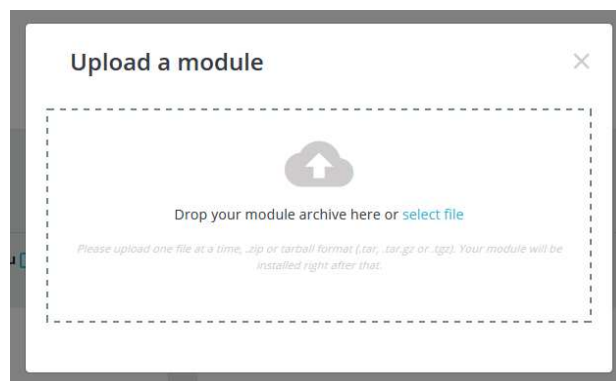 Upload a module
Drop your module archive here or select file
Please upload one file at a time, .zip or tarball format (.tar, .tar.gz or .tgz). Your module will be
installed right after that.